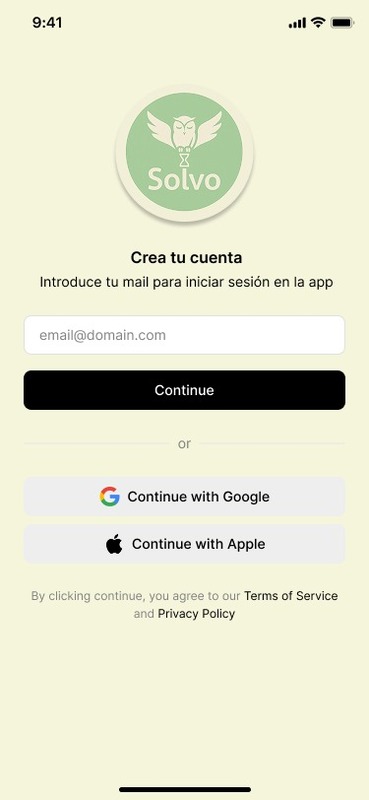 9:41
Solvo
Crea tu cuenta
Introduce tu mail para iniciar sesión en la app
email@domain.com
Continue
or
Continue with Google
Continue with Apple
By clicking continue, you agree to our Terms of Service
and Privacy Policy